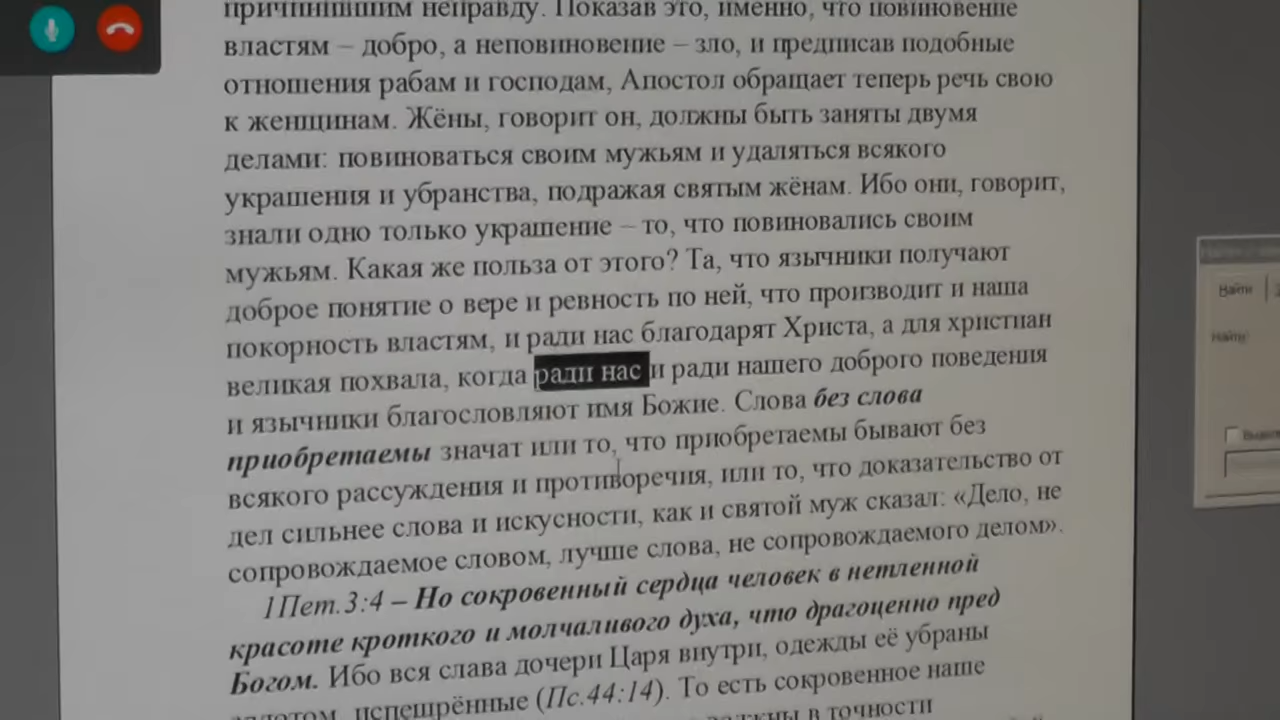 причинившим неправду. Показав это, именно, что повиновение
властям – добро, а неповиновение – зло, и предписав подобные
отношения рабам и господам, Апостол обращает теперь речь свою
к женщинам. Жёны, говорит он, должны быть заняты двумя
делами: повиноваться своим мужьям и удаляться всякого
украшения и убранства, подражая святым жёнам. Ибо они, говорит,
знали одно только украшение – то, что повиновались своим
мужьям. Какая же польза от этого? Та, что язычники получают
доброе понятие о вере и ревность по ней, что производит и наша
покорность властям, и ради нас благодарят Христа, а для христиан
великая похвала, когда ради нас и ради нашего доброго поведения
и язычники благословляют имя Божие. Слова без слова
приобретаемы значат или то, что приобретаемы бывают без
всякого рассуждения и противоречия, или то, что доказательство от
дел сильнее слова и искусности, как и святой муж сказал: «Дело, не
сопровождаемое словом, лучше слова, не сопровождаемого делом».
1Пет.3:4 – Но сокровенный сердца человек в нетленной
красоте кроткого и молчаливого духа, что драгоценно пред
Богом. Ибо вся слава дочери Царя внутри, одежды её убраны
золотом, испещрённые (Пс.44:14). То есть сокровенное наше
должны в точности
Найти
Найти: